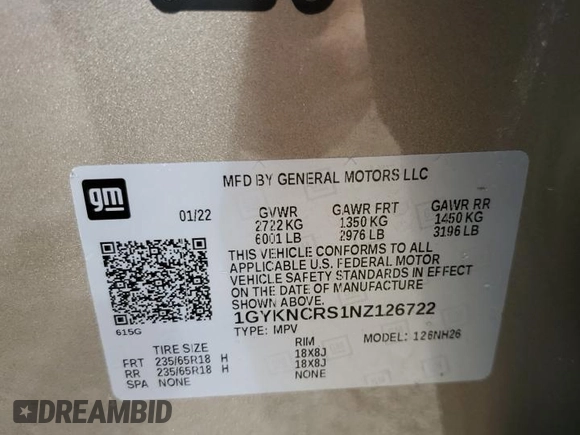 gm
MFD BY GENERAL MOTORS LLC
01/22 GVWR GAWR FRT GAWR RR
2722 KG 1350 KG 1450 KG
6001 LB 2976 LB 3196 LB
THIS VEHICLE CONFORMS TO ALL
APPLICABLE U.S. FEDERAL MOTOR
VEHICLE SAFETY STANDARDS IN EFFECT
ON THE DATE OF MANUFACTURE
SHOWN ABOVE.
1GYKNCRS1NZ126722
615G TYPE: MPV MODEL: 126NH26
TIRE SIZE RIM
FRT 235/65R18 H 18X8J
RR 235/65R18 H 18X8J
SPA NONE NONE
DREAMBID